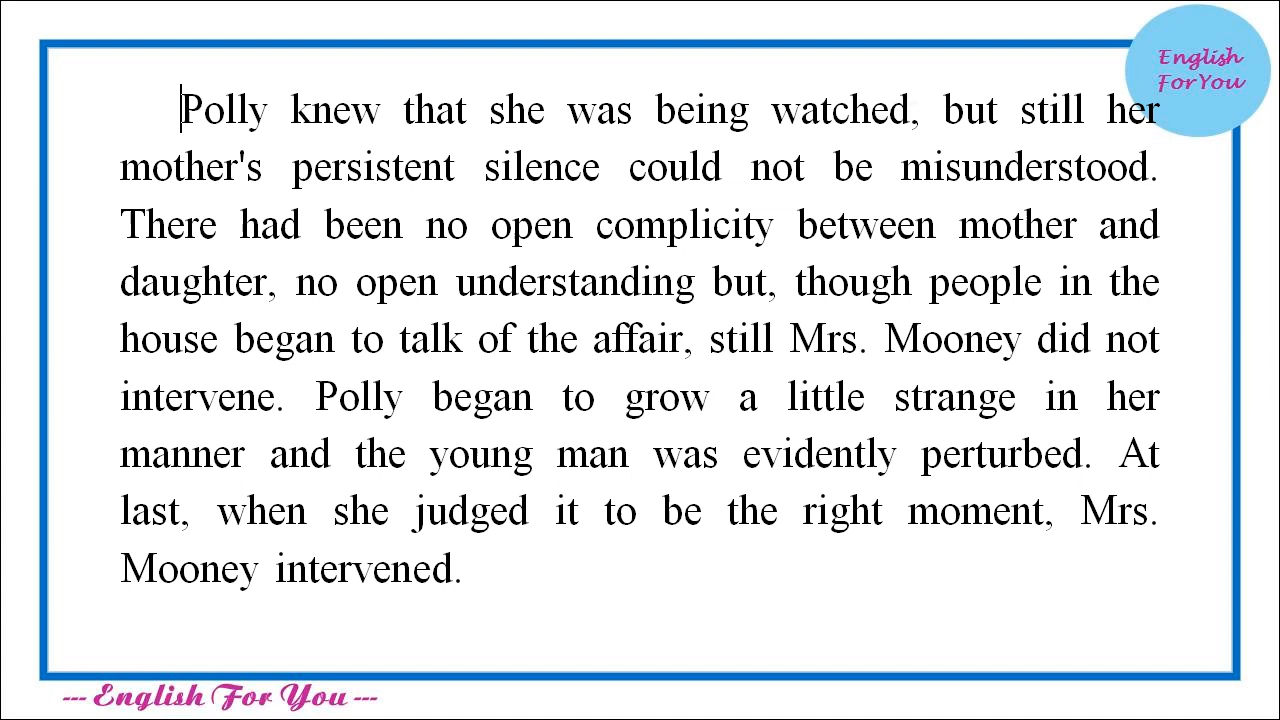 English
ForYou
Polly knew that she was being watched, but still her
mother's persistent silence could not be misunderstood.
There had been no open complicity between mother and
daughter, no open understanding but, though people in the
house began to talk of the affair, still Mrs. Mooney did not
intervene. Polly began to grow a little strange in her
manner and the young man was evidently perturbed. At
last, when she judged it to be the right moment, Mrs.
Mooney intervened.
--- English For You ---